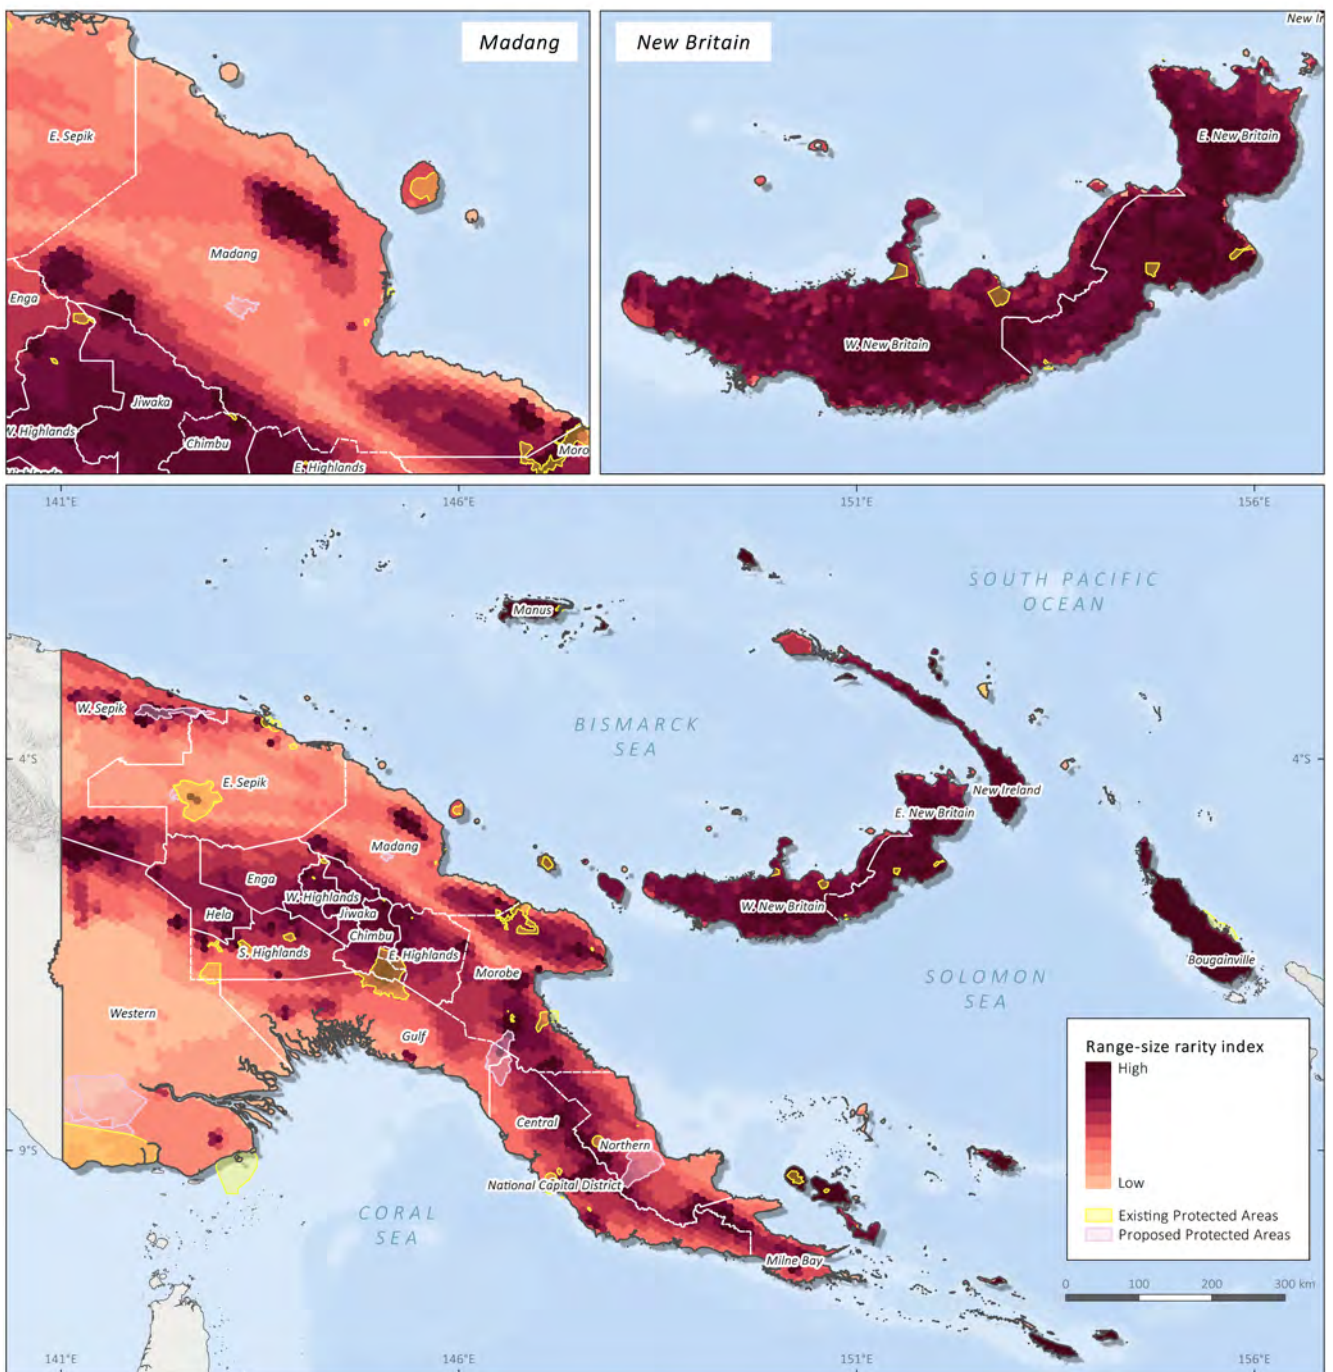 Madang
E. Sepik
Madang
Enga
Jiwaka
W. Highlands
Chimbu
E. Highlands
Highlands
New Britain
E. New Britain
W. New Britain
141°E 146°E 151°E 156°E
SOUTH PACIFIC
OCEAN
Manus
W. Sepik
BISMARCK
SEA
4°S 4°S
E. Sepik
New Ireland
E. New Britain
Madang
Enga
W. Highlands
W. New Britain
Hela
Jiwaka
Chimbu
S. Highlands
E. Highlands
Bougainville
Morobe
SOLOMON
SEA
Western
Gulf
Range-size rarity index
High
Low
Existing Protected Areas
Proposed Protected Areas
0 100 200 300 km
Central
Northern
9°S
National Capital District
CORAL
SEA
Milne Bay
141°E 146°E 151°E 156°E